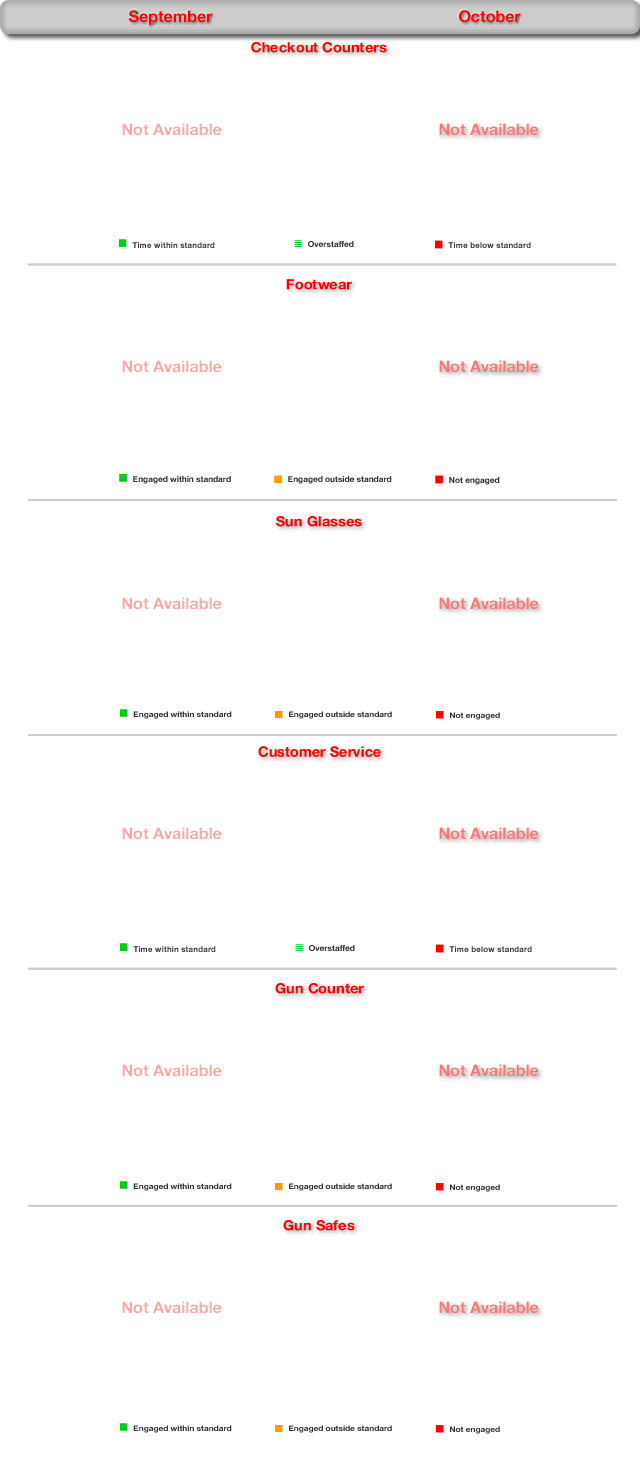 September October
Checkout Counters
Not Available Not Available
Time within standard Overstaffed Time below standard
Footwear
Not Available Not Available
Engaged within standard Engaged outside standard Not engaged
Sun Glasses
Not Available Not Available
Engaged within standard Engaged outside standard Not engaged
Customer Service
Not Available Not Available
Time within standard Overstaffed Time below standard
Gun Counter
Not Available Not Available
Engaged within standard Engaged outside standard Not engaged
Gun Safes
Not Available Not Available
Engaged within standard Engaged outside standard Not engaged